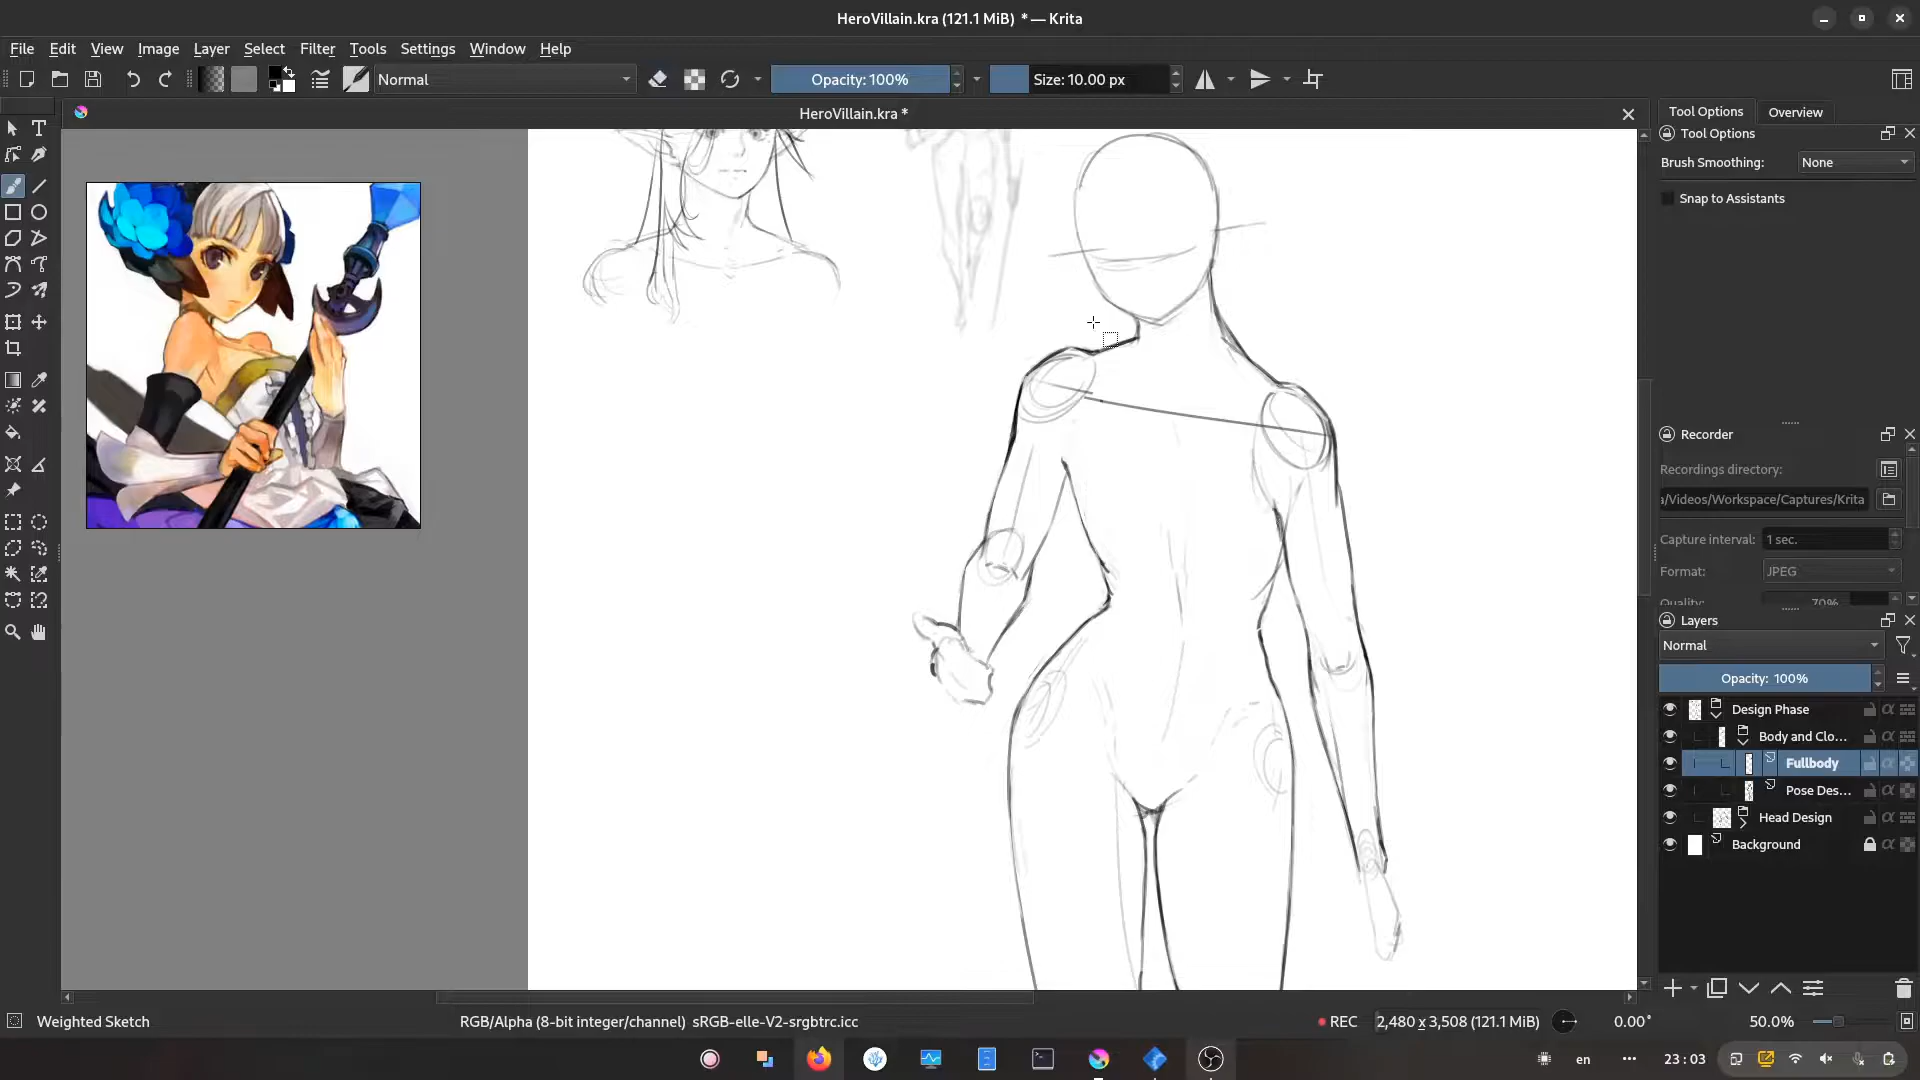 HeroVillain.kra (121.1 MiB) * — Krita
File Edit View Image Layer Select Filter Tools Settings Window Help
Normal Opacity: 100% Size: 10.00 px
HeroVillain.kra *
Tool Options Overview
Tool Options
Brush Smoothing: None
Snap to Assistants
Recorder
Recordings directory:
a/Videos/Workspace/Captures/Krita
Capture interval: 1 sec.
Format: JPEG
Quality: 70%
Layers
Normal
Opacity: 100%
Design Phase
Body and Clo...
Fullbody
Pose Des...
Head Design
Background
Weighted Sketch RGB/Alpha (8-bit integer/channel) sRGB-elle-V2-srgbtrc.icc REC 2,480 x 3,508 (121.1 MiB) 0.00° 50.0%
en 23:03